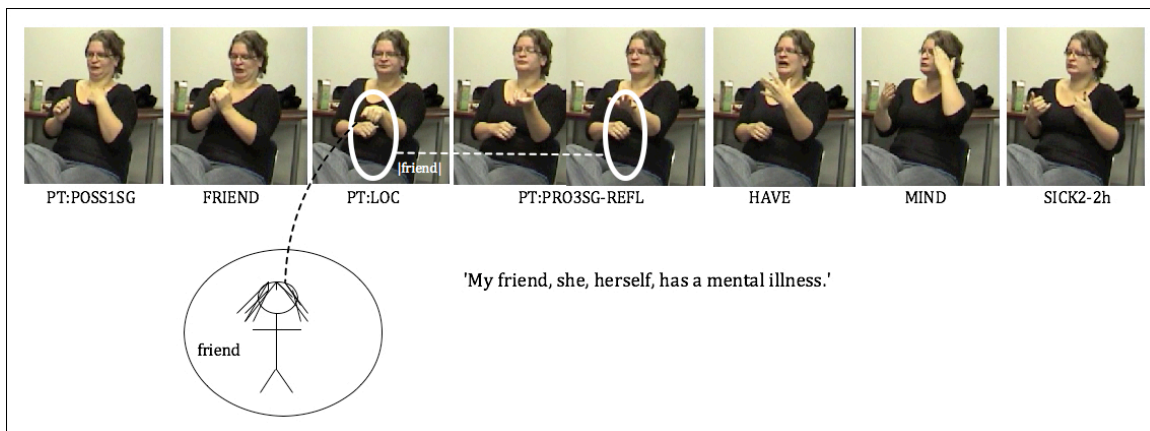 |friend|
PT:POSS1SG FRIEND PT:LOC PT:PRO3SG-REFL HAVE MIND SICK2-2h
'My friend, she, herself, has a mental illness.'
friend